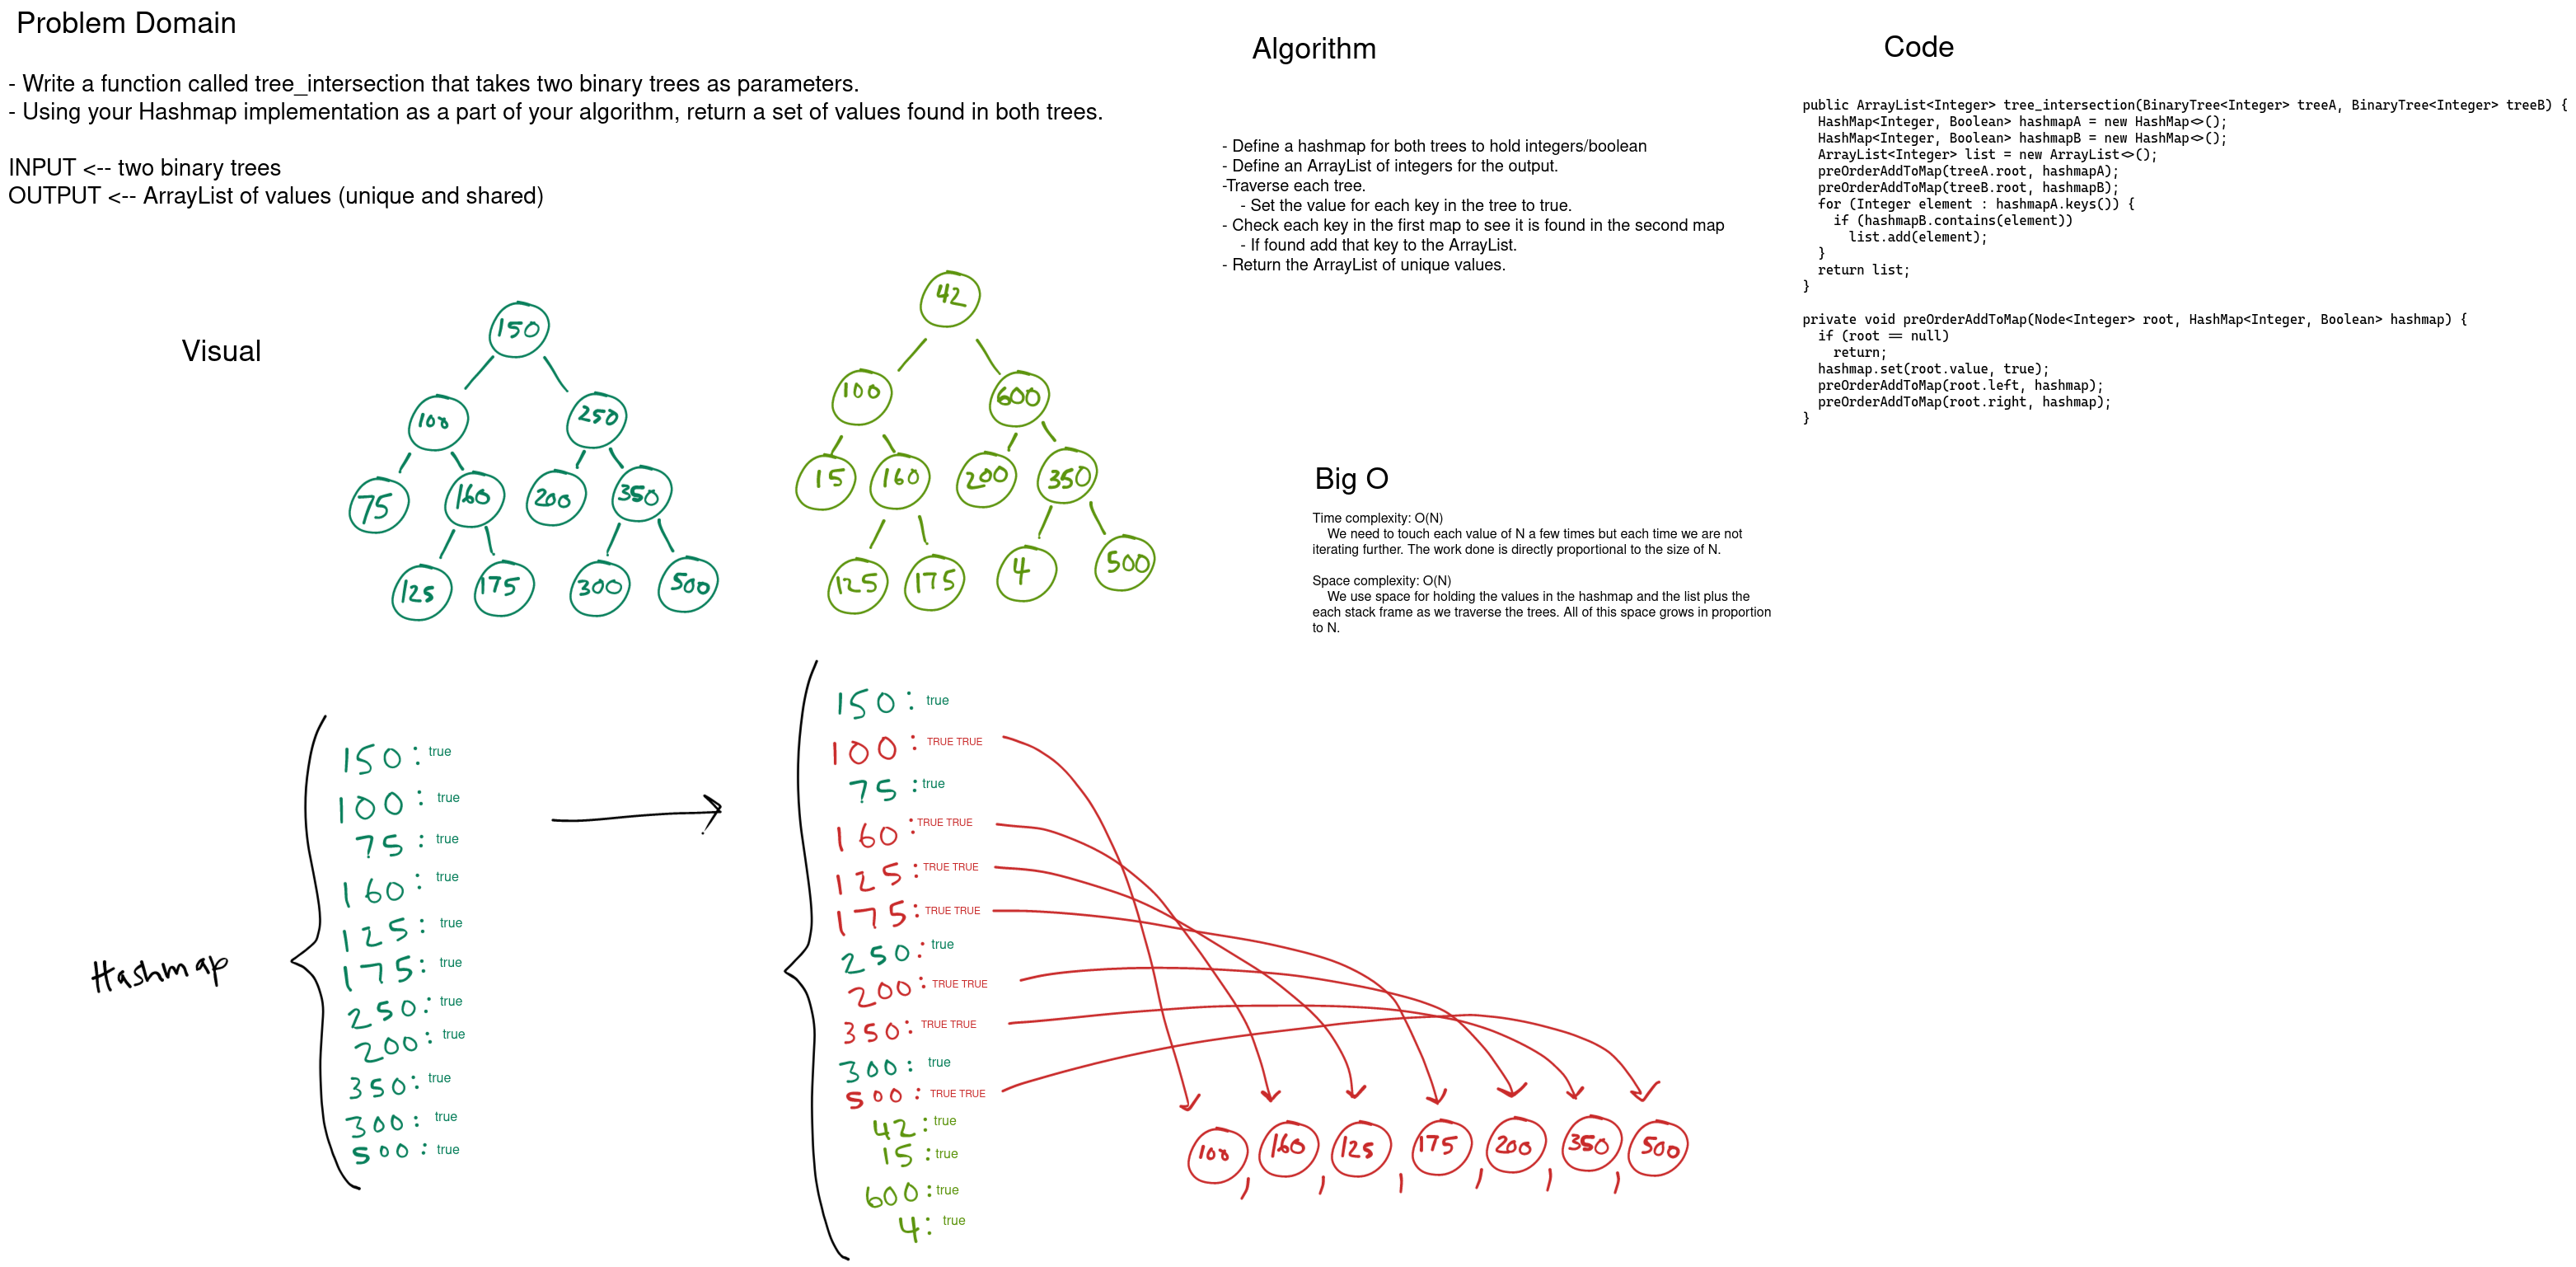 Problem Domain
- Write a function called tree_intersection that takes two binary trees as parameters.
- Using your Hashmap implementation as a part of your algorithm, return a set of values found in both trees.
INPUT <-- two binary trees
OUTPUT <-- ArrayList of values (unique and shared)
Visual
150
100
250
75
160
200
350
125
175
300
500
42
100
600
15
160
200
350
125
175
4
500
Hashmap
150: true
100: true
75: true
160: true
125: true
175: true
250: true
200: true
350: true
300: true
500: true
150: true
100: TRUE TRUE
75: true
160: TRUE TRUE
125: TRUE TRUE
175: TRUE TRUE
250: true
200: TRUE TRUE
350: TRUE TRUE
300: true
500: TRUE TRUE
42: true
15: true
600: true
4: true
100, 160, 125, 175, 200, 350, 500
Algorithm
- Define a hashmap for both trees to hold integers/boolean
- Define an ArrayList of integers for the output.
-Traverse each tree.
- Set the value for each key in the tree to true.
- Check each key in the first map to see it is found in the second map
- If found add that key to the ArrayList.
- Return the ArrayList of unique values.
Big O
Time complexity: O(N)
We need to touch each value of N a few times but each time we are not
iterating further. The work done is directly proportional to the size of N.
Space complexity: O(N)
We use space for holding the values in the hashmap and the list plus the
each stack frame as we traverse the trees. All of this space grows in proportion
to N.
Code
public ArrayList<Integer> tree_intersection(BinaryTree<Integer> treeA, BinaryTree<Integer> treeB) {
HashMap<Integer, Boolean> hashmapA = new HashMap<>();
HashMap<Integer, Boolean> hashmapB = new HashMap<>();
ArrayList<Integer> list = new ArrayList<>();
preOrderAddToMap(treeA.root, hashmapA);
preOrderAddToMap(treeB.root, hashmapB);
for (Integer element : hashmapA.keys()) {
if (hashmapB.contains(element))
list.add(element);
}
return list;
}
private void preOrderAddToMap(Node<Integer> root, HashMap<Integer, Boolean> hashmap) {
if (root == null)
return;
hashmap.set(root.value, true);
preOrderAddToMap(root.left, hashmap);
preOrderAddToMap(root.right, hashmap);
}